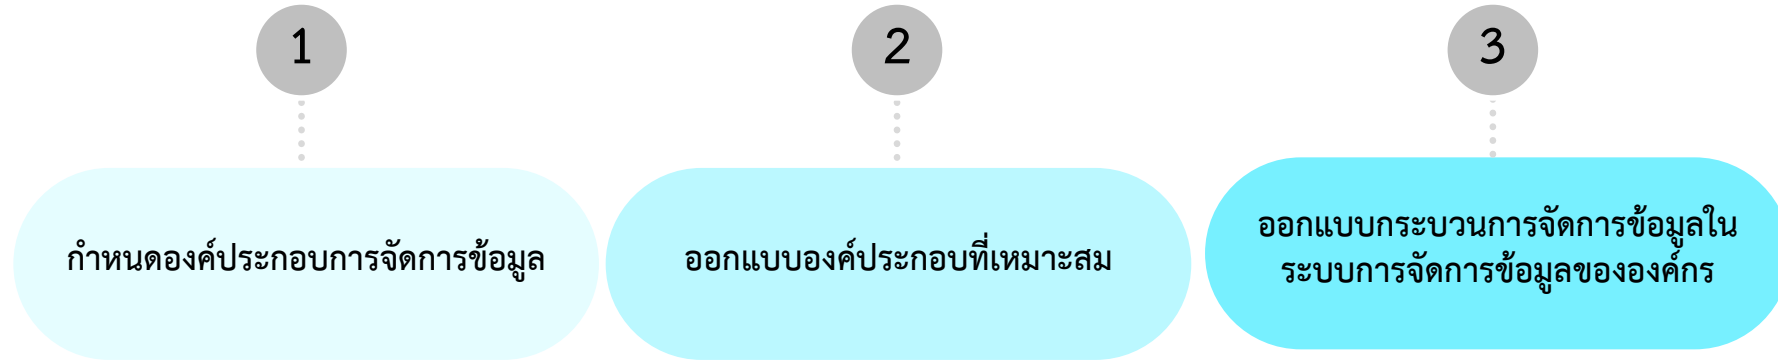 1
กำหนดองค์ประกอบการจัดการข้อมูล
2
ออกแบบองค์ประกอบที่เหมาะสม
3
ออกแบบกระบวนการจัดการข้อมูลใน
ระบบการจัดการข้อมูลขององค์กร